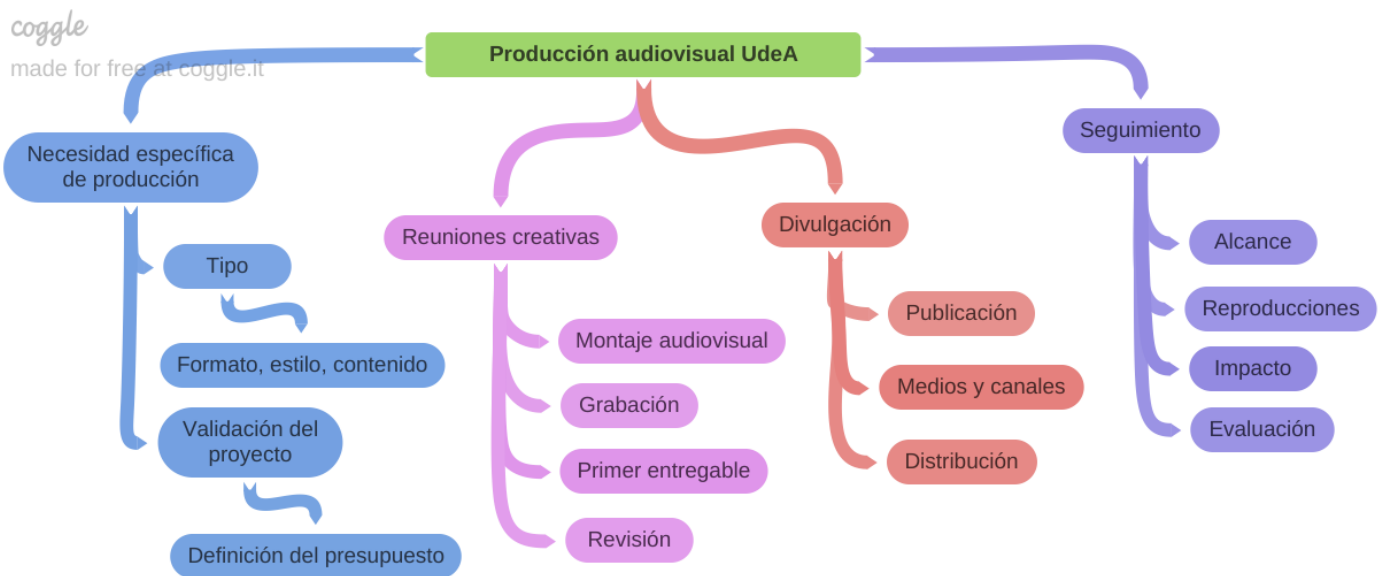 coggle
made for free at coggle.it
Producción audiovisual UdeA
Necesidad específica
de producción
Tipo
Formato, estilo, contenido
Validación del
proyecto
Definición del presupuesto
Reuniones creativas
Montaje audiovisual
Grabación
Primer entregable
Revisión
Divulgación
Publicación
Medios y canales
Distribución
Seguimiento
Alcance
Reproducciones
Impacto
Evaluación